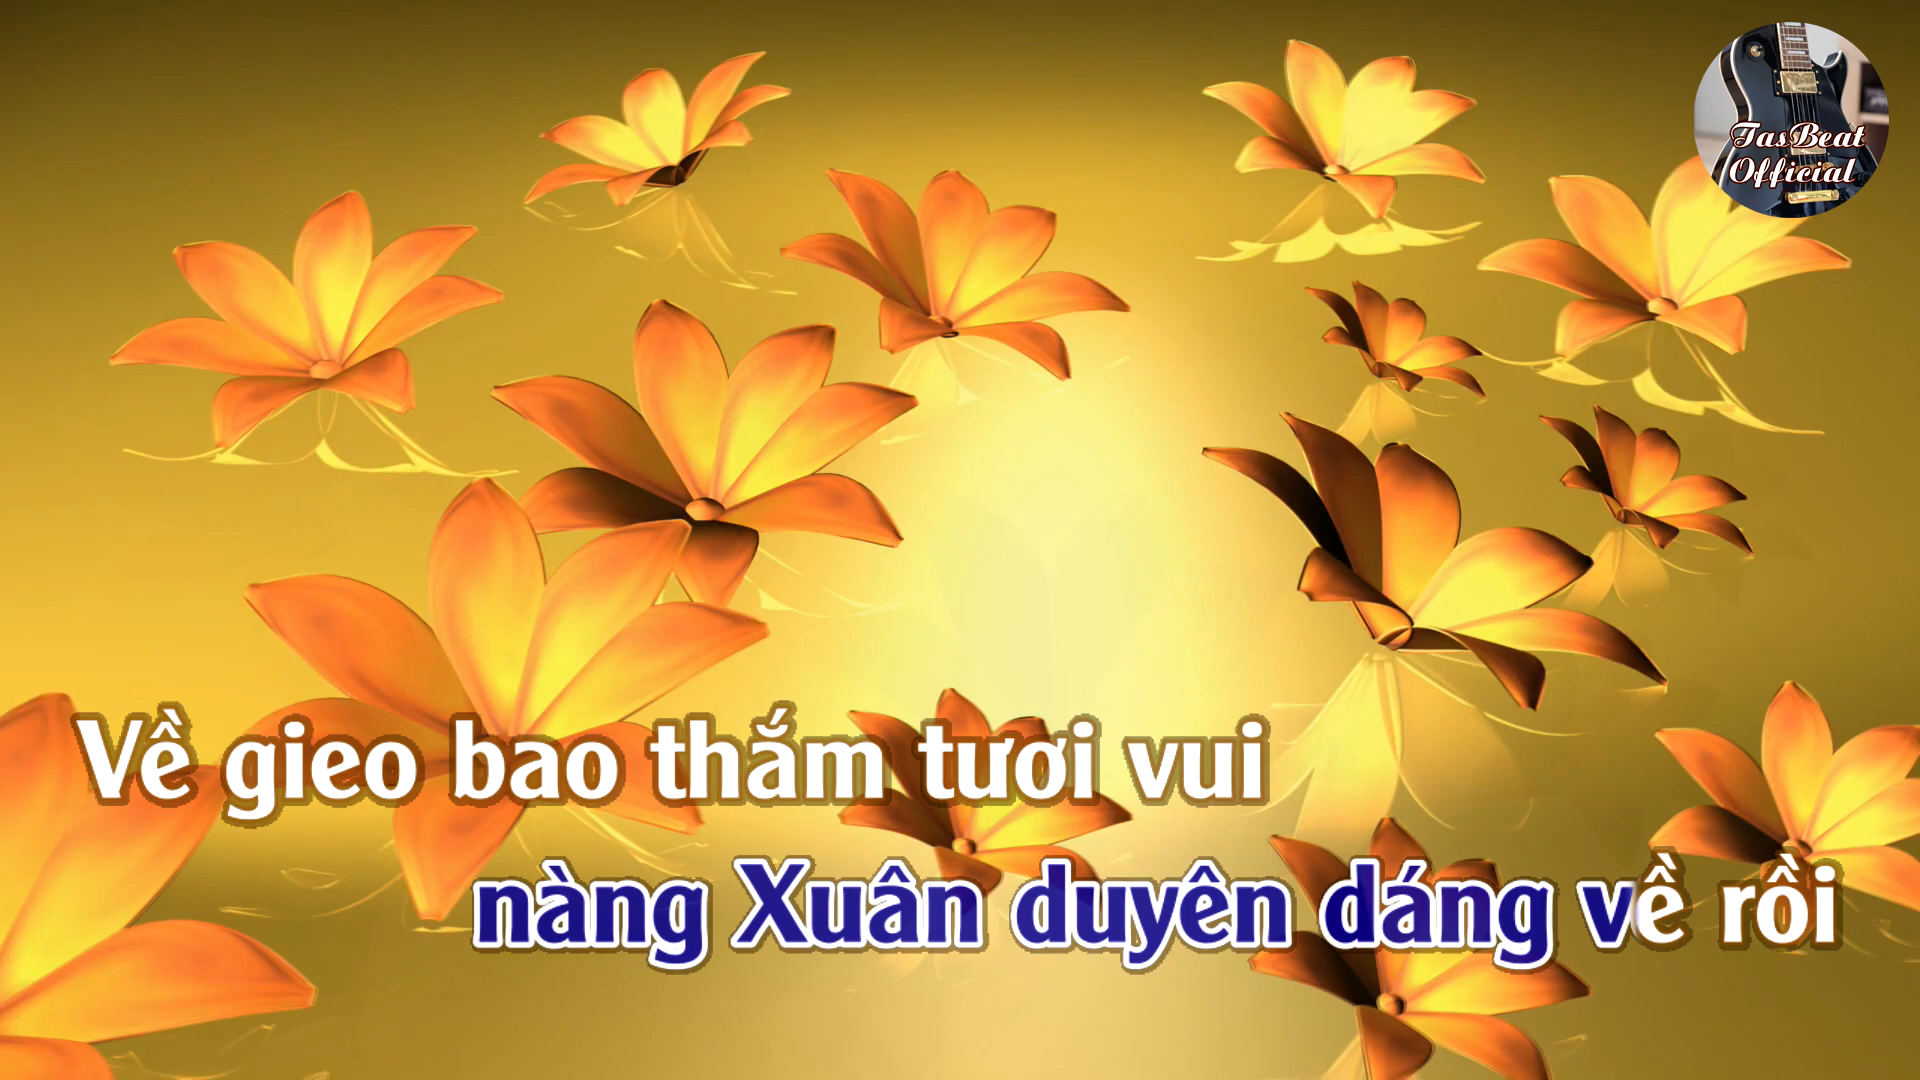 TasBeat
Official
Về gieo bao thắm tươi vui
nàng Xuân duyên dáng về rồi